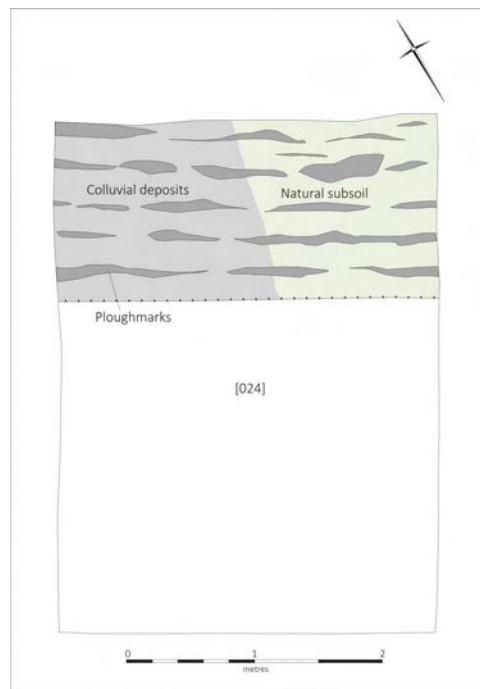 Colluvial deposits
Natural subsoil
Ploughmarks
[024]
0 1 2
metres